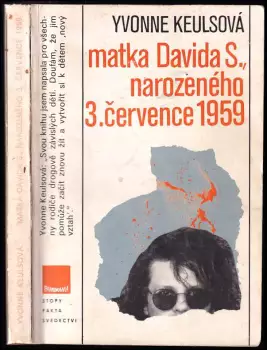 YVONNE KEULSOVÁ
matka Davida S.,
narozeného
3. července 1959
Yvonne Keulsová: „Svou knihu jsem napsala pro všech-
ny rodiče drogově závislých dětí. Doufám, že jim
pomůže začít znovu žít a vytvořit si k dětem ‚nový
vztah‘.“
STOPY
FAKTA
SVĚDECTVÍ
YVONNE KEULSOVÁ MATKA DAVIDA S., NAROZENÉHO 3. ČERVENCE 1959